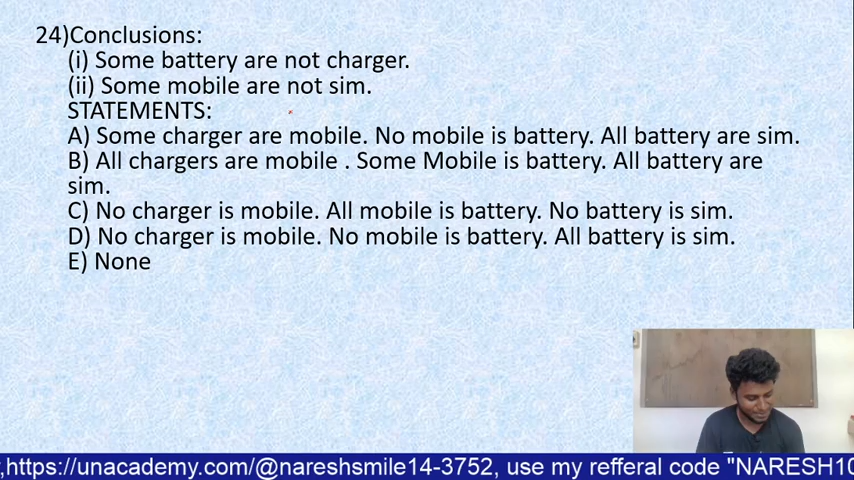 24)Conclusions:
(i) Some battery are not charger.
(ii) Some mobile are not sim.
STATEMENTS:
A) Some charger are mobile. No mobile is battery. All battery are sim.
B) All chargers are mobile . Some Mobile is battery. All battery are
sim.
C) No charger is mobile. All mobile is battery. No battery is sim.
D) No charger is mobile. No mobile is battery. All battery is sim.
E) None
,https://unacademy.com/@nareshsmile14-3752, use my refferal code "NARESH10